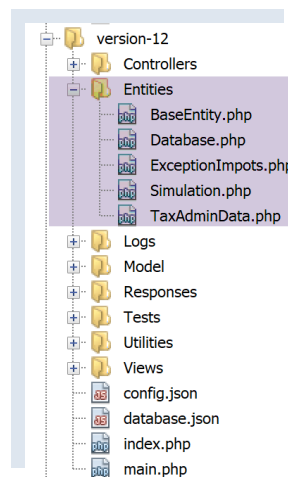 version-12
Controllers
Entities
BaseEntity.php
Database.php
ExceptionImpots.php
Simulation.php
TaxAdminData.php
Logs
Model
Responses
Tests
Utilities
Views
config.json
database.json
index.php
main.php